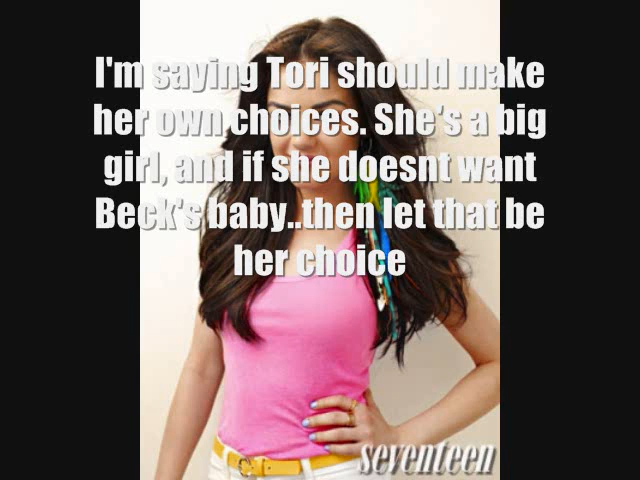 I'm saying Tori should make
her own choices. She's a big
girl, and if she doesnt want
Beck's baby..then let that be
her choice
seventeen